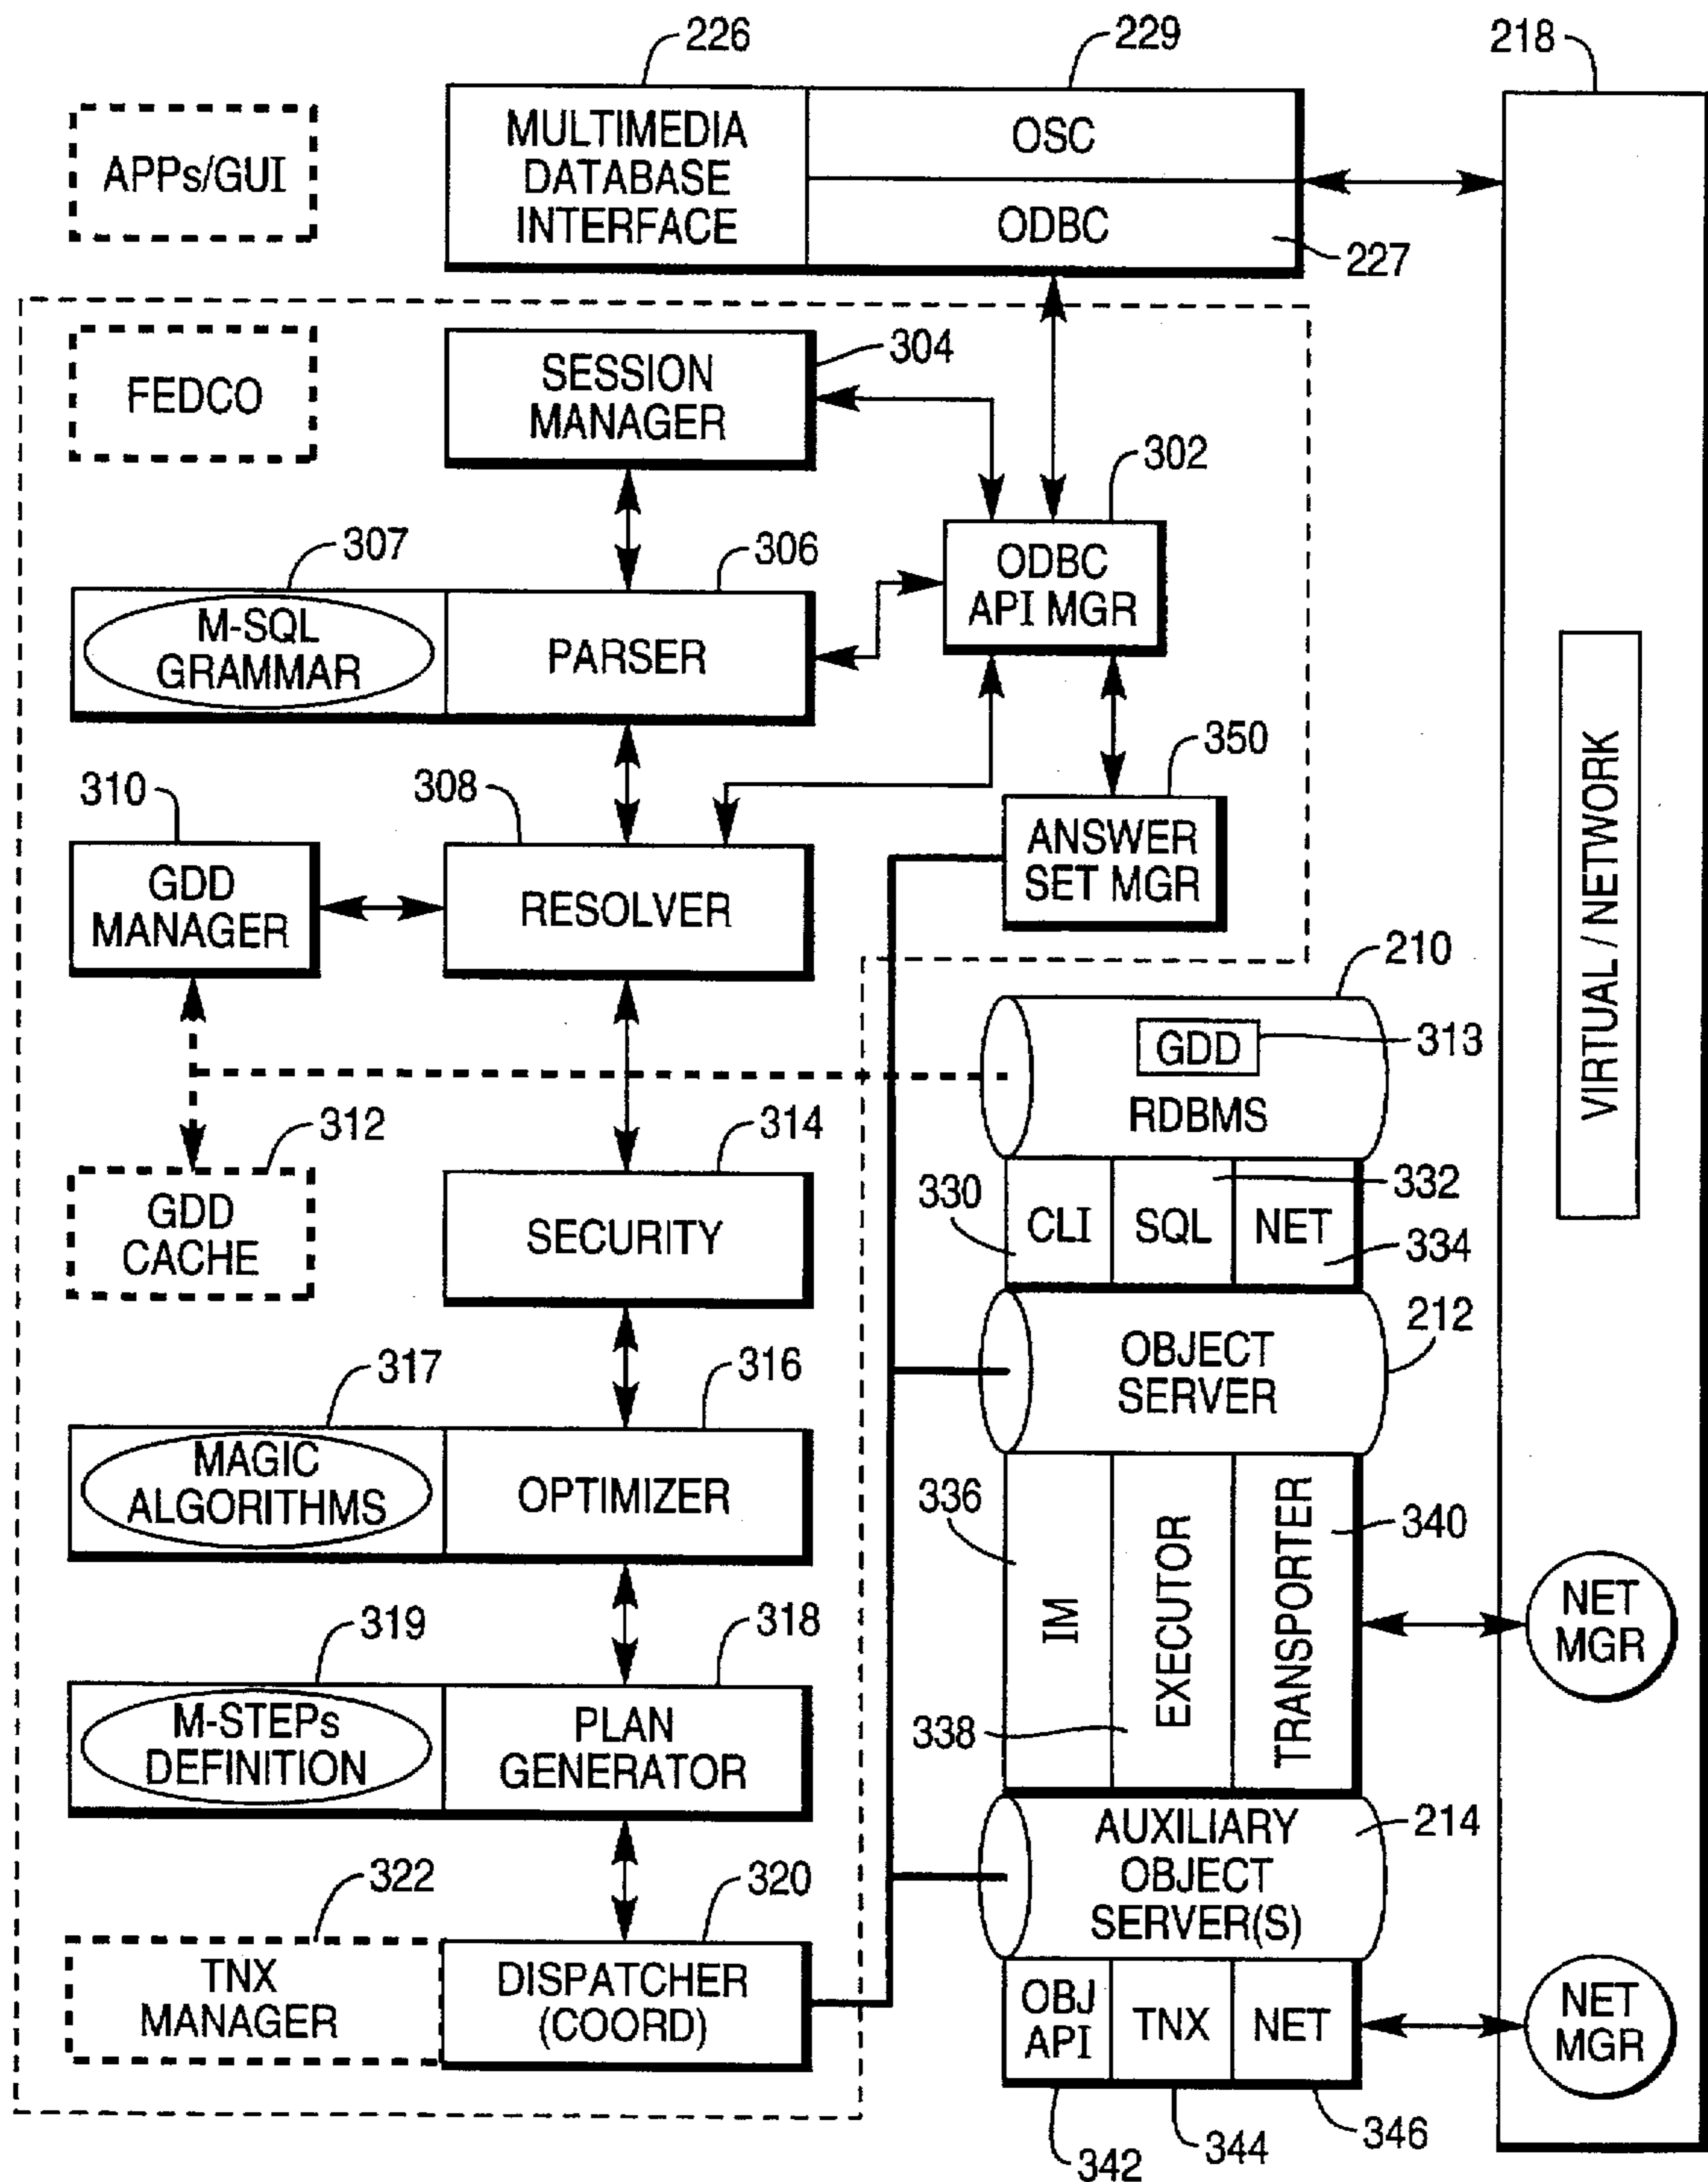 226
229
218
APPs/GUI
MULTIMEDIA
DATABASE
INTERFACE
OSC
ODBC
227
FEDCO
SESSION
MANAGER
304
302
ODBC
API MGR
307
306
M-SQL
GRAMMAR
PARSER
350
ANSWER
SET MGR
310
308
GDD
MANAGER
RESOLVER
VIRTUAL / NETWORK
210
GDD
313
RDBMS
312
314
GDD
CACHE
SECURITY
330
CLI
SQL
NET
332
334
212
OBJECT
SERVER
317
316
MAGIC
ALGORITHMS
OPTIMIZER
336
IM
EXECUTOR
TRANSPORTER
340
338
NET
MGR
319
318
M-STEPs
DEFINITION
PLAN
GENERATOR
AUXILIARY
OBJECT
SERVER(S)
214
322
320
TNX
MANAGER
DISPATCHER
(COORD)
OBJ
API
TNX
NET
NET
MGR
342
344
346